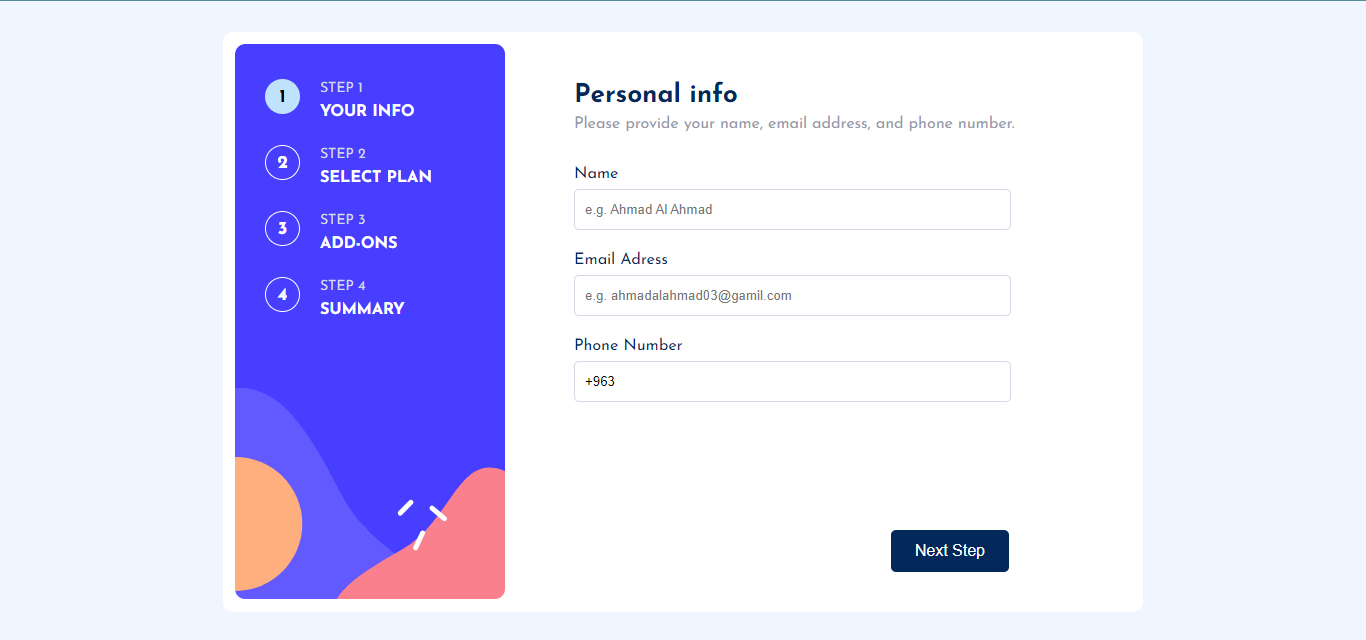 1
STEP 1
YOUR INFO
2
STEP 2
SELECT PLAN
3
STEP 3
ADD-ONS
4
STEP 4
SUMMARY
Personal info
Please provide your name, email address, and phone number.
Name
e.g. Ahmad Al Ahmad
Email Adress
e.g. ahmadalahmad03@gamil.com
Phone Number
+963
Next Step